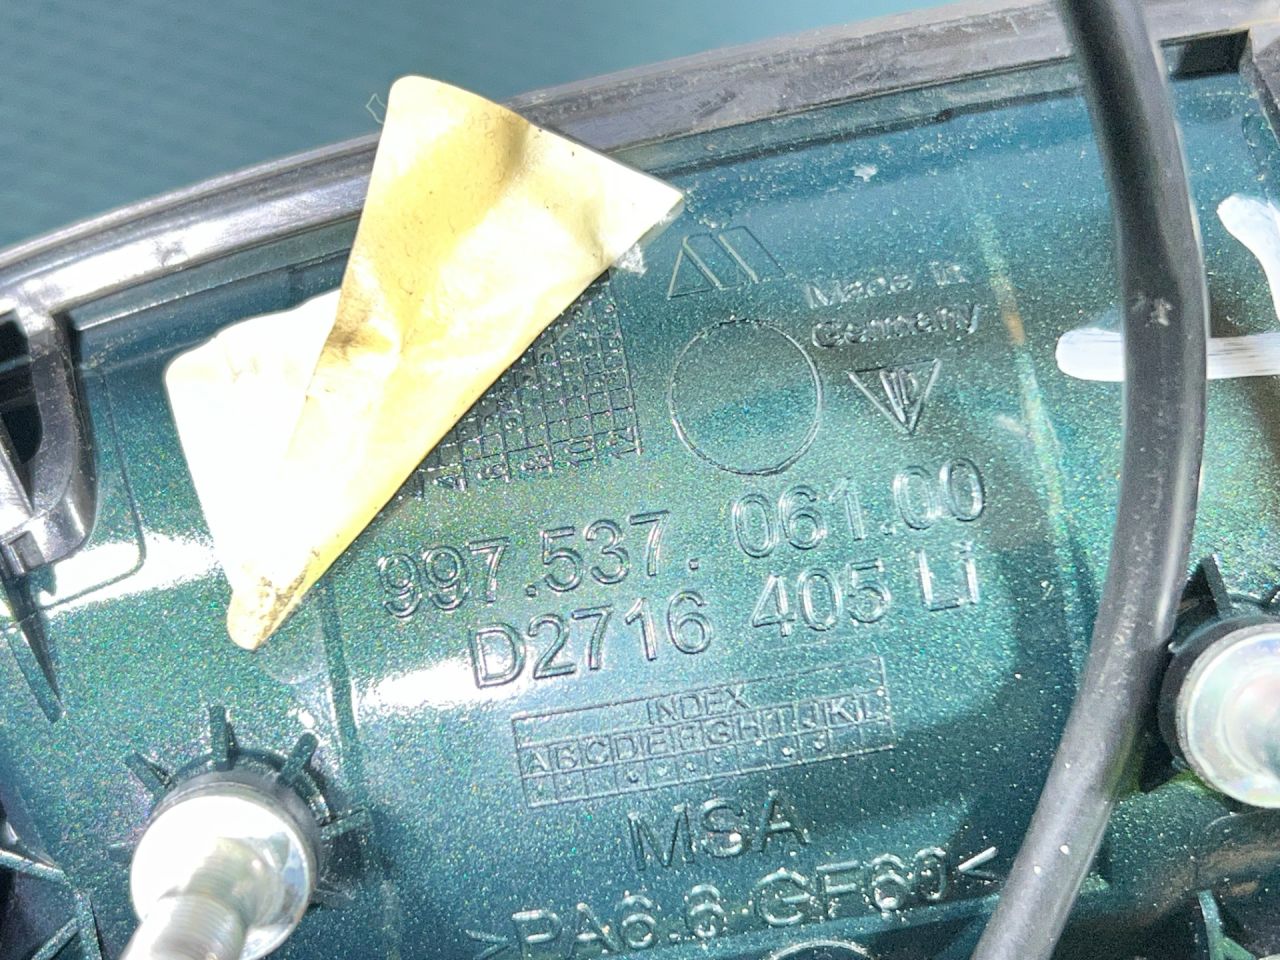 Made in
Germany
997.537.061.00
D2716 405 Li
INDEX
ABCDEFGHIJKL
MSA
>PA6.6-GF60<